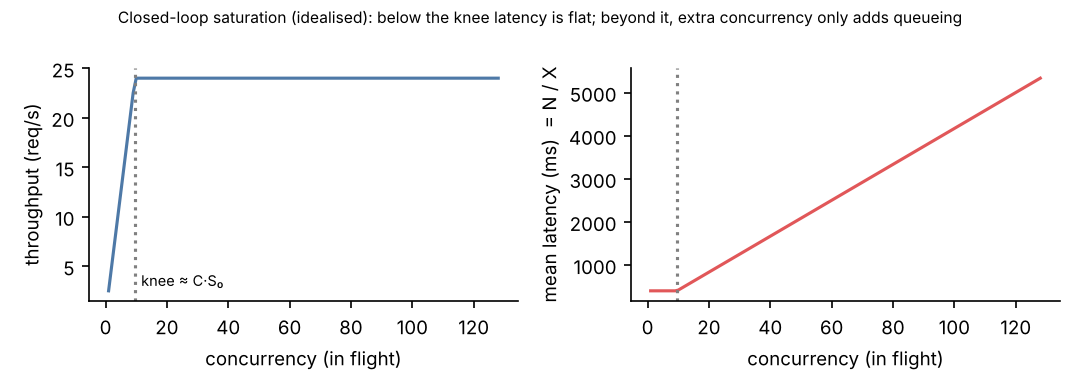 Closed-loop saturation (idealised): below the knee latency is flat; beyond it, extra concurrency only adds queueing
throughput (req/s)
25
20
15
10
5
knee ≈ C·S₀
0 20 40 60 80 100 120
concurrency (in flight)
mean latency (ms) = N / X
5000
4000
3000
2000
1000
0 20 40 60 80 100 120
concurrency (in flight)